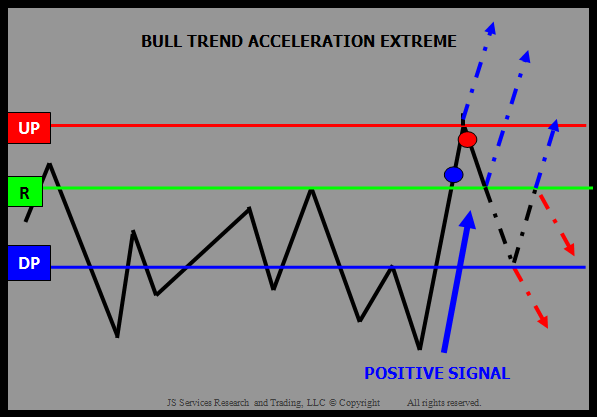 BULL TREND ACCELERATION EXTREME
UP
R
DP
POSITIVE SIGNAL
JS Services Research and Trading, LLC © Copyright All rights reserved.